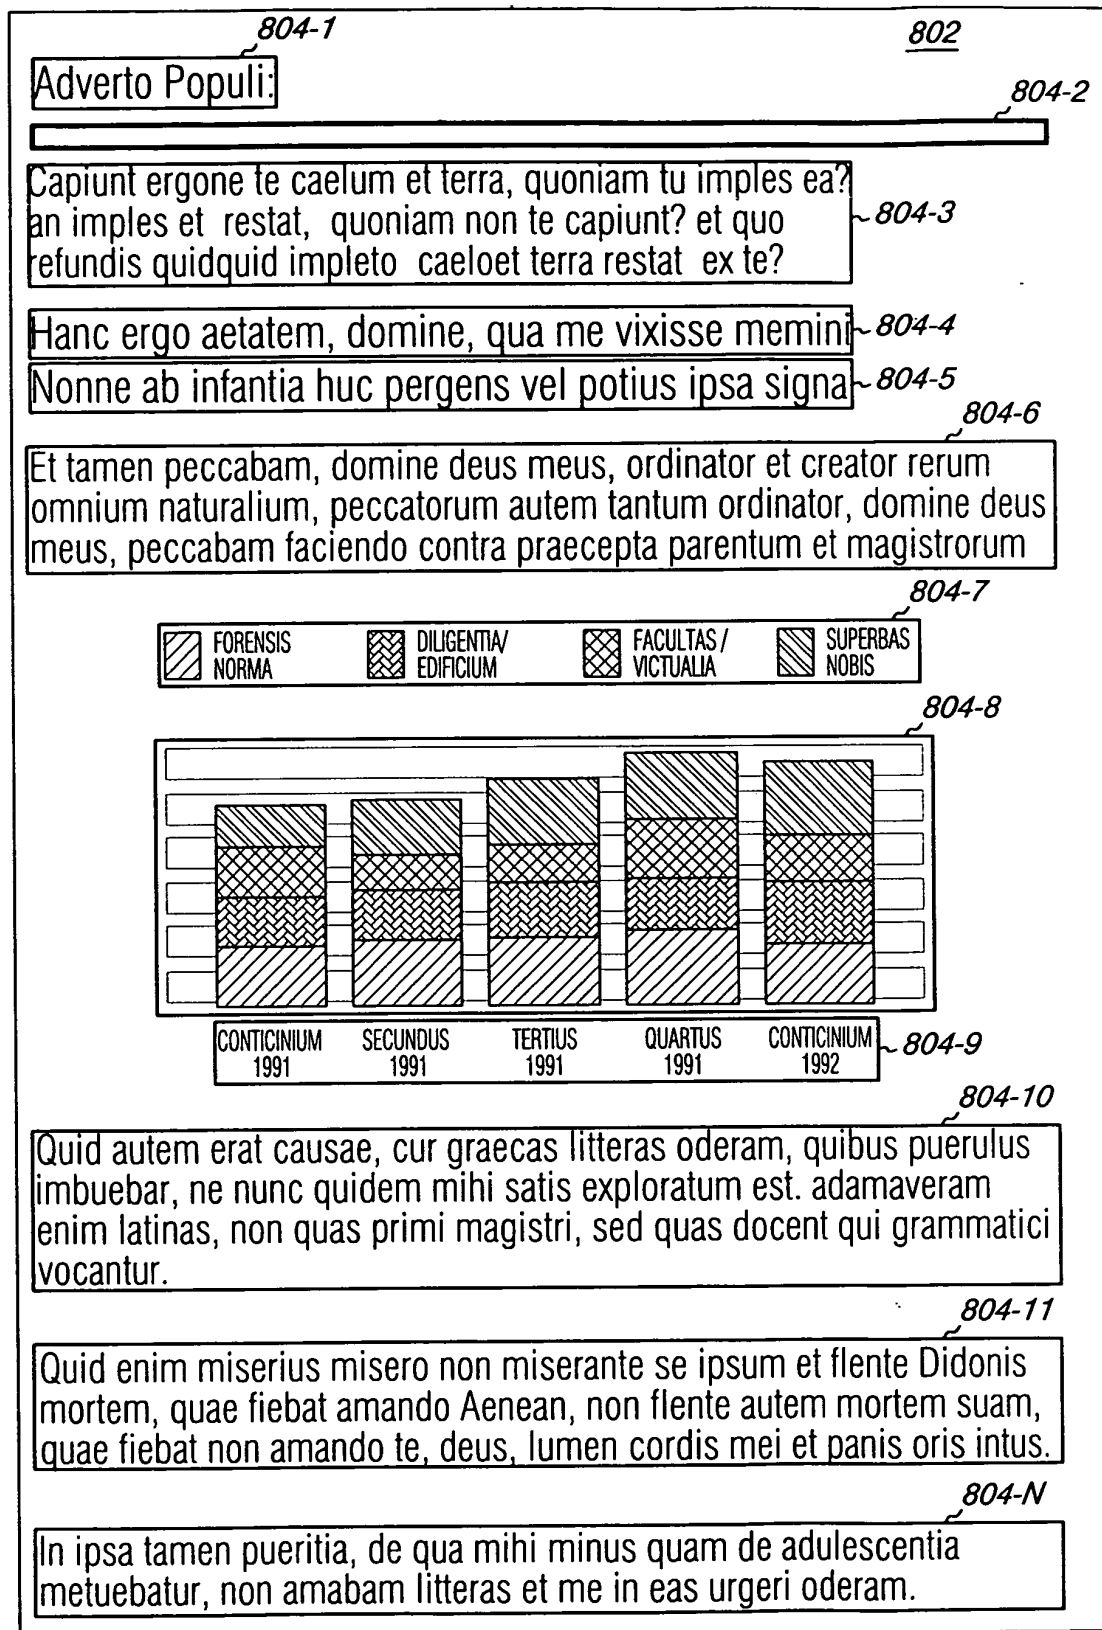 804-1
802
Adverto Populi:
804-2
Capiunt ergone te caelum et terra, quoniam tu imples ea?
an imples et restat, quoniam non te capiunt? et quo
refundis quidquid impleto caeloet terra restat ex te?
804-3
Hanc ergo aetatem, domine, qua me vixisse memini
804-4
Nonne ab infantia huc pergens vel potius ipsa signa
804-5
804-6
Et tamen peccabam, domine deus meus, ordinator et creator rerum
omnium naturalium, peccatorum autem tantum ordinator, domine deus
meus, peccabam faciendo contra praecepta parentum et magistrorum
804-7
FORENSIS
NORMA
DILIGENTIA/
EDIFICIUM
FACULTAS/
VICTUALIA
SUPERBAS
NOBIS
804-8
CONTICINIUM
1991
SECUNDUS
1991
TERTIUS
1991
QUARTUS
1991
CONTICINIUM
1992
804-9
804-10
Quid autem erat causae, cur graecas litteras oderam, quibus puerulus
imbuebar, ne nunc quidem mihi satis exploratum est. adamaveram
enim latinas, non quas primi magistri, sed quas docent qui grammatici
vocantur.
804-11
Quid enim miserius misero non miserante se ipsum et flente Didonis
mortem, quae fiebat amando Aenean, non flente autem mortem suam,
quae fiebat non amando te, deus, lumen cordis mei et panis oris intus.
804-N
In ipsa tamen pueritia, de qua mihi minus quam de adulescentia
metuebatur, non amabam litteras et me in eas urgeri oderam.